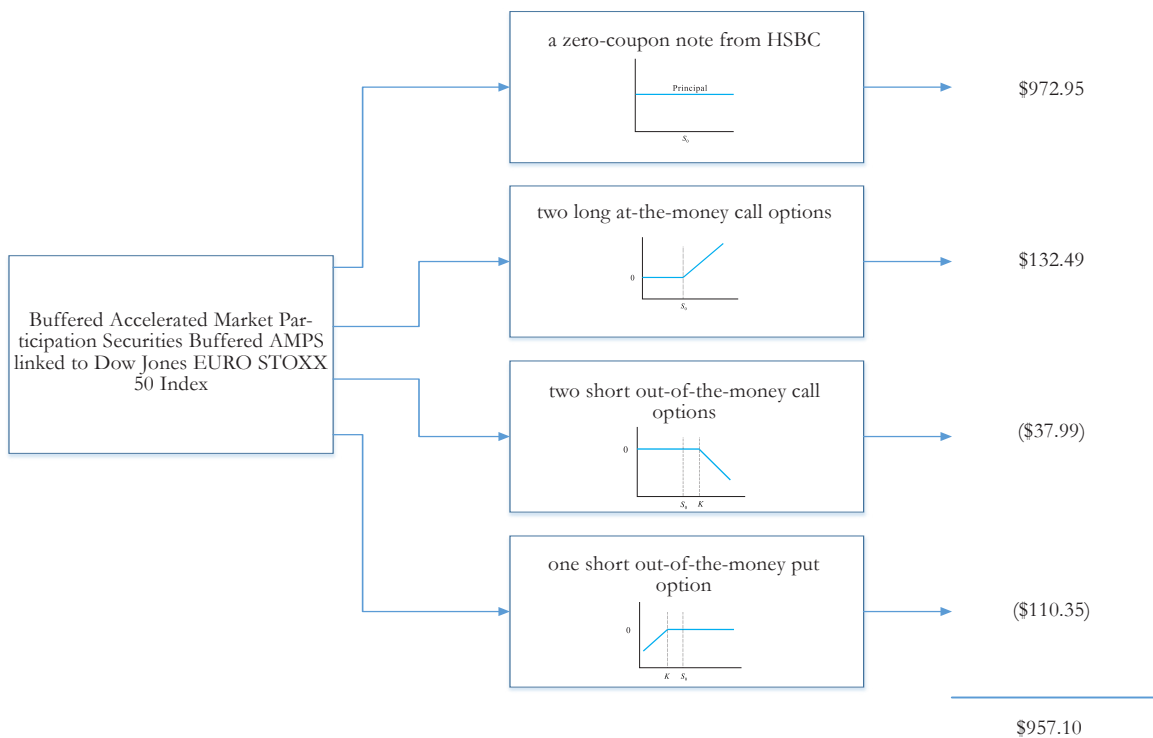 a zero-coupon note from HSBC
Principal
S₀
$972.95
two long at-the-money call options
0
S₀
$132.49
Buffered Accelerated Market Par-
ticipation Securities Buffered AMPS
linked to Dow Jones EURO STOXX
50 Index
two short out-of-the-money call
options
0
S₀ K
($37.99)
one short out-of-the-money put
option
0
K S₀
($110.35)
$957.10